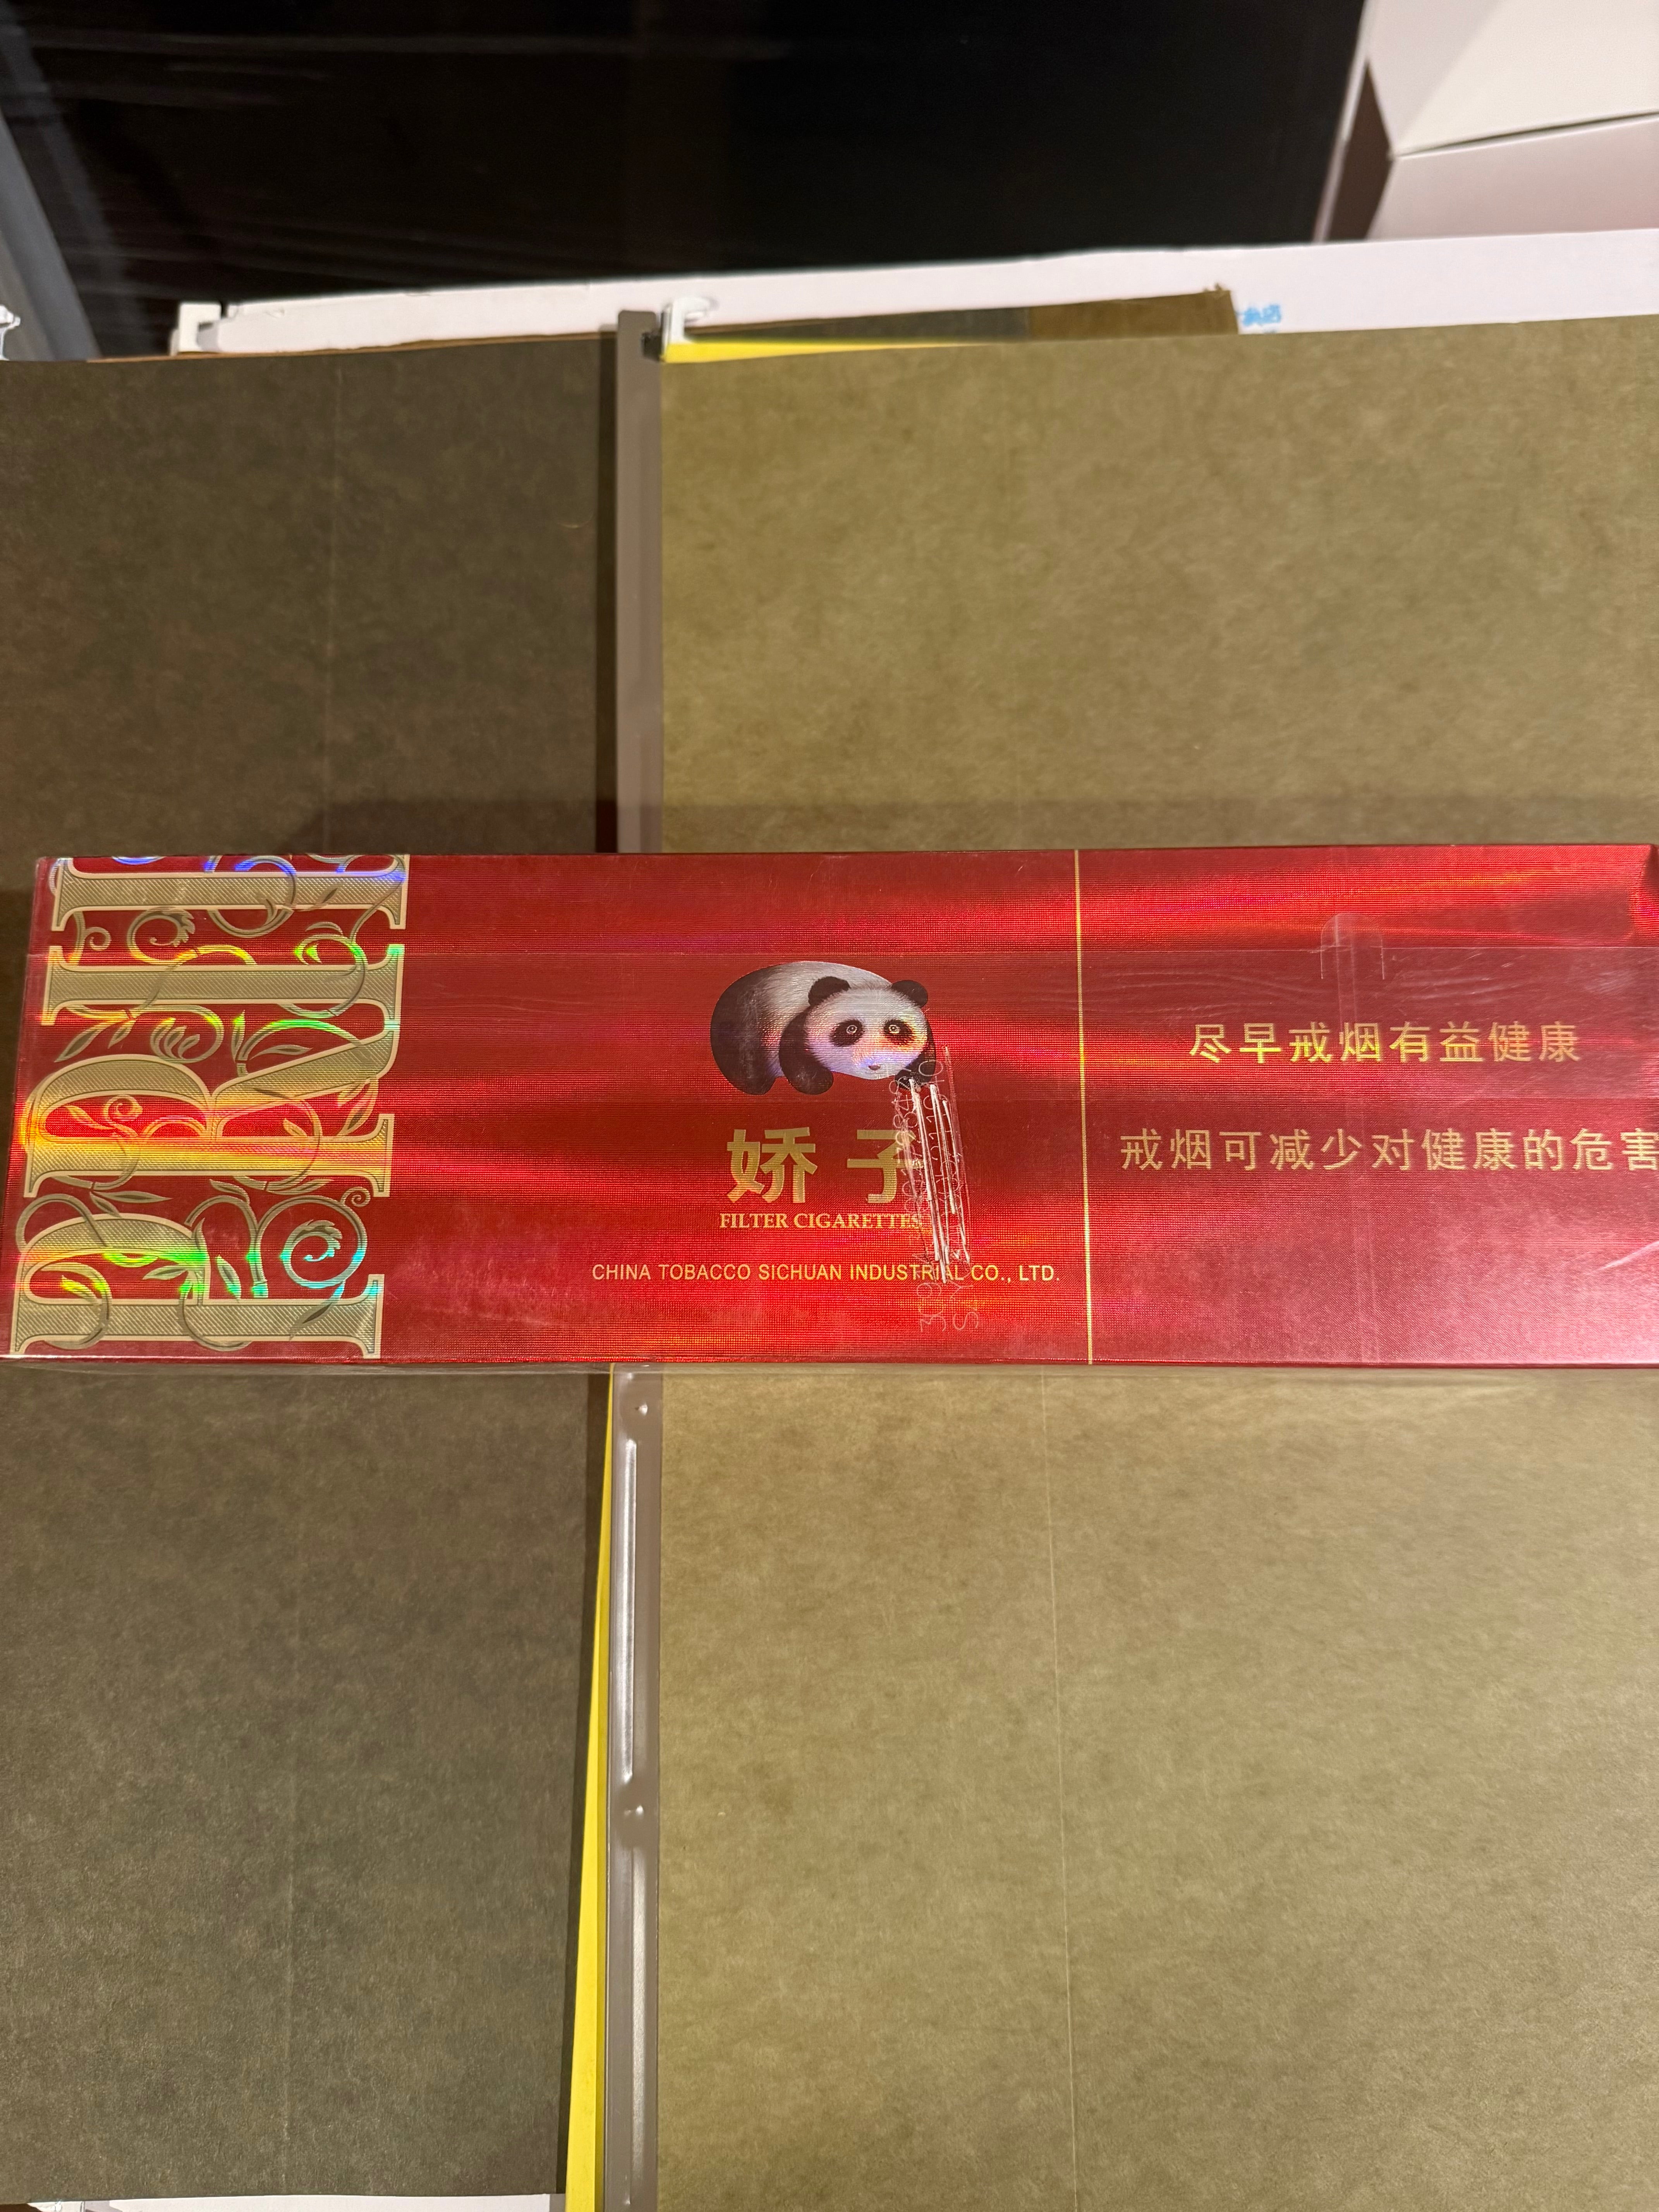 PRIDE
娇子
FILTER CIGARETTES
CHINA TOBACCO SICHUAN INDUSTRIAL CO., LTD.
尽早戒烟有益健康
戒烟可减少对健康的危害